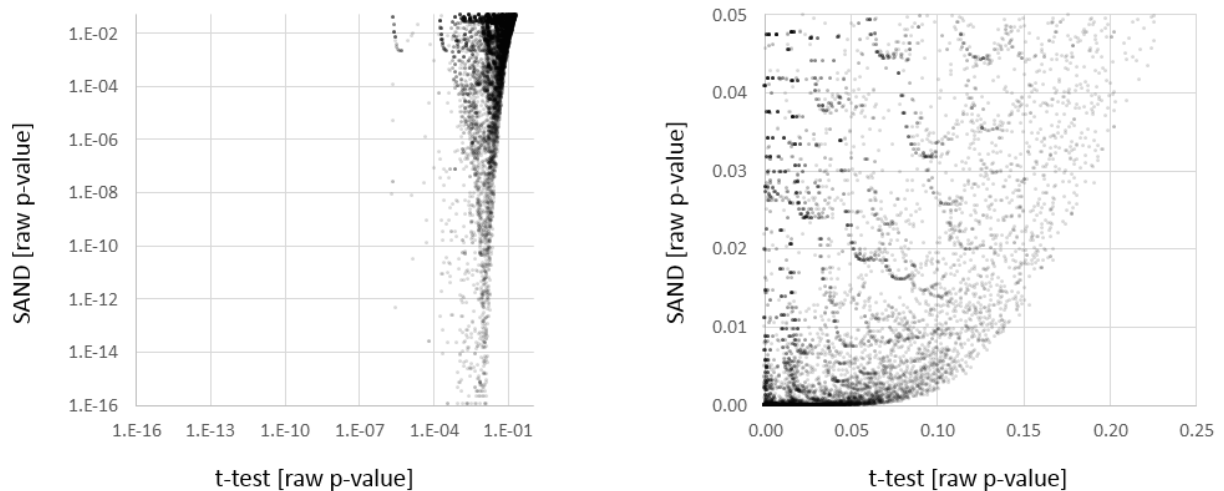 1.E-02
1.E-04
1.E-06
1.E-08
1.E-10
1.E-12
1.E-14
1.E-16
SAND [raw p-value]
1.E-16 1.E-13 1.E-10 1.E-07 1.E-04 1.E-01
t-test [raw p-value]
0.05
0.04
0.03
0.02
0.01
0.00
SAND [raw p-value]
0.00 0.05 0.10 0.15 0.20 0.25
t-test [raw p-value]